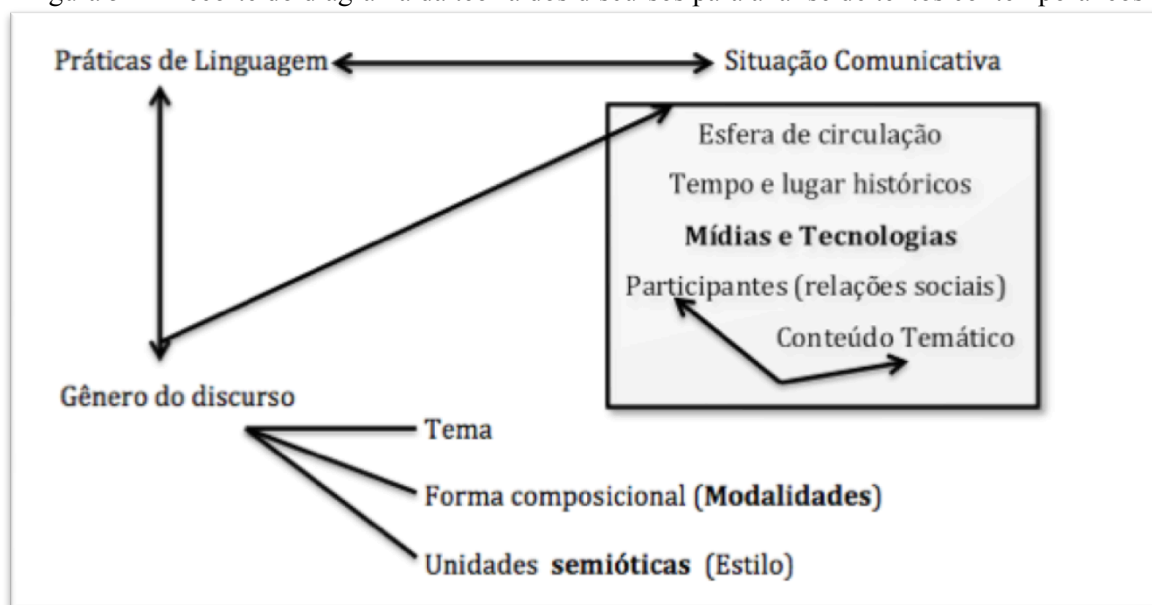 Práticas de Linguagem
Situação Comunicativa
Esfera de circulação
Tempo e lugar históricos
Mídias e Tecnologias
Participantes (relações sociais)
Conteúdo Temático
Gênero do discurso
Tema
Forma composicional (Modalidades)
Unidades semióticas (Estilo)